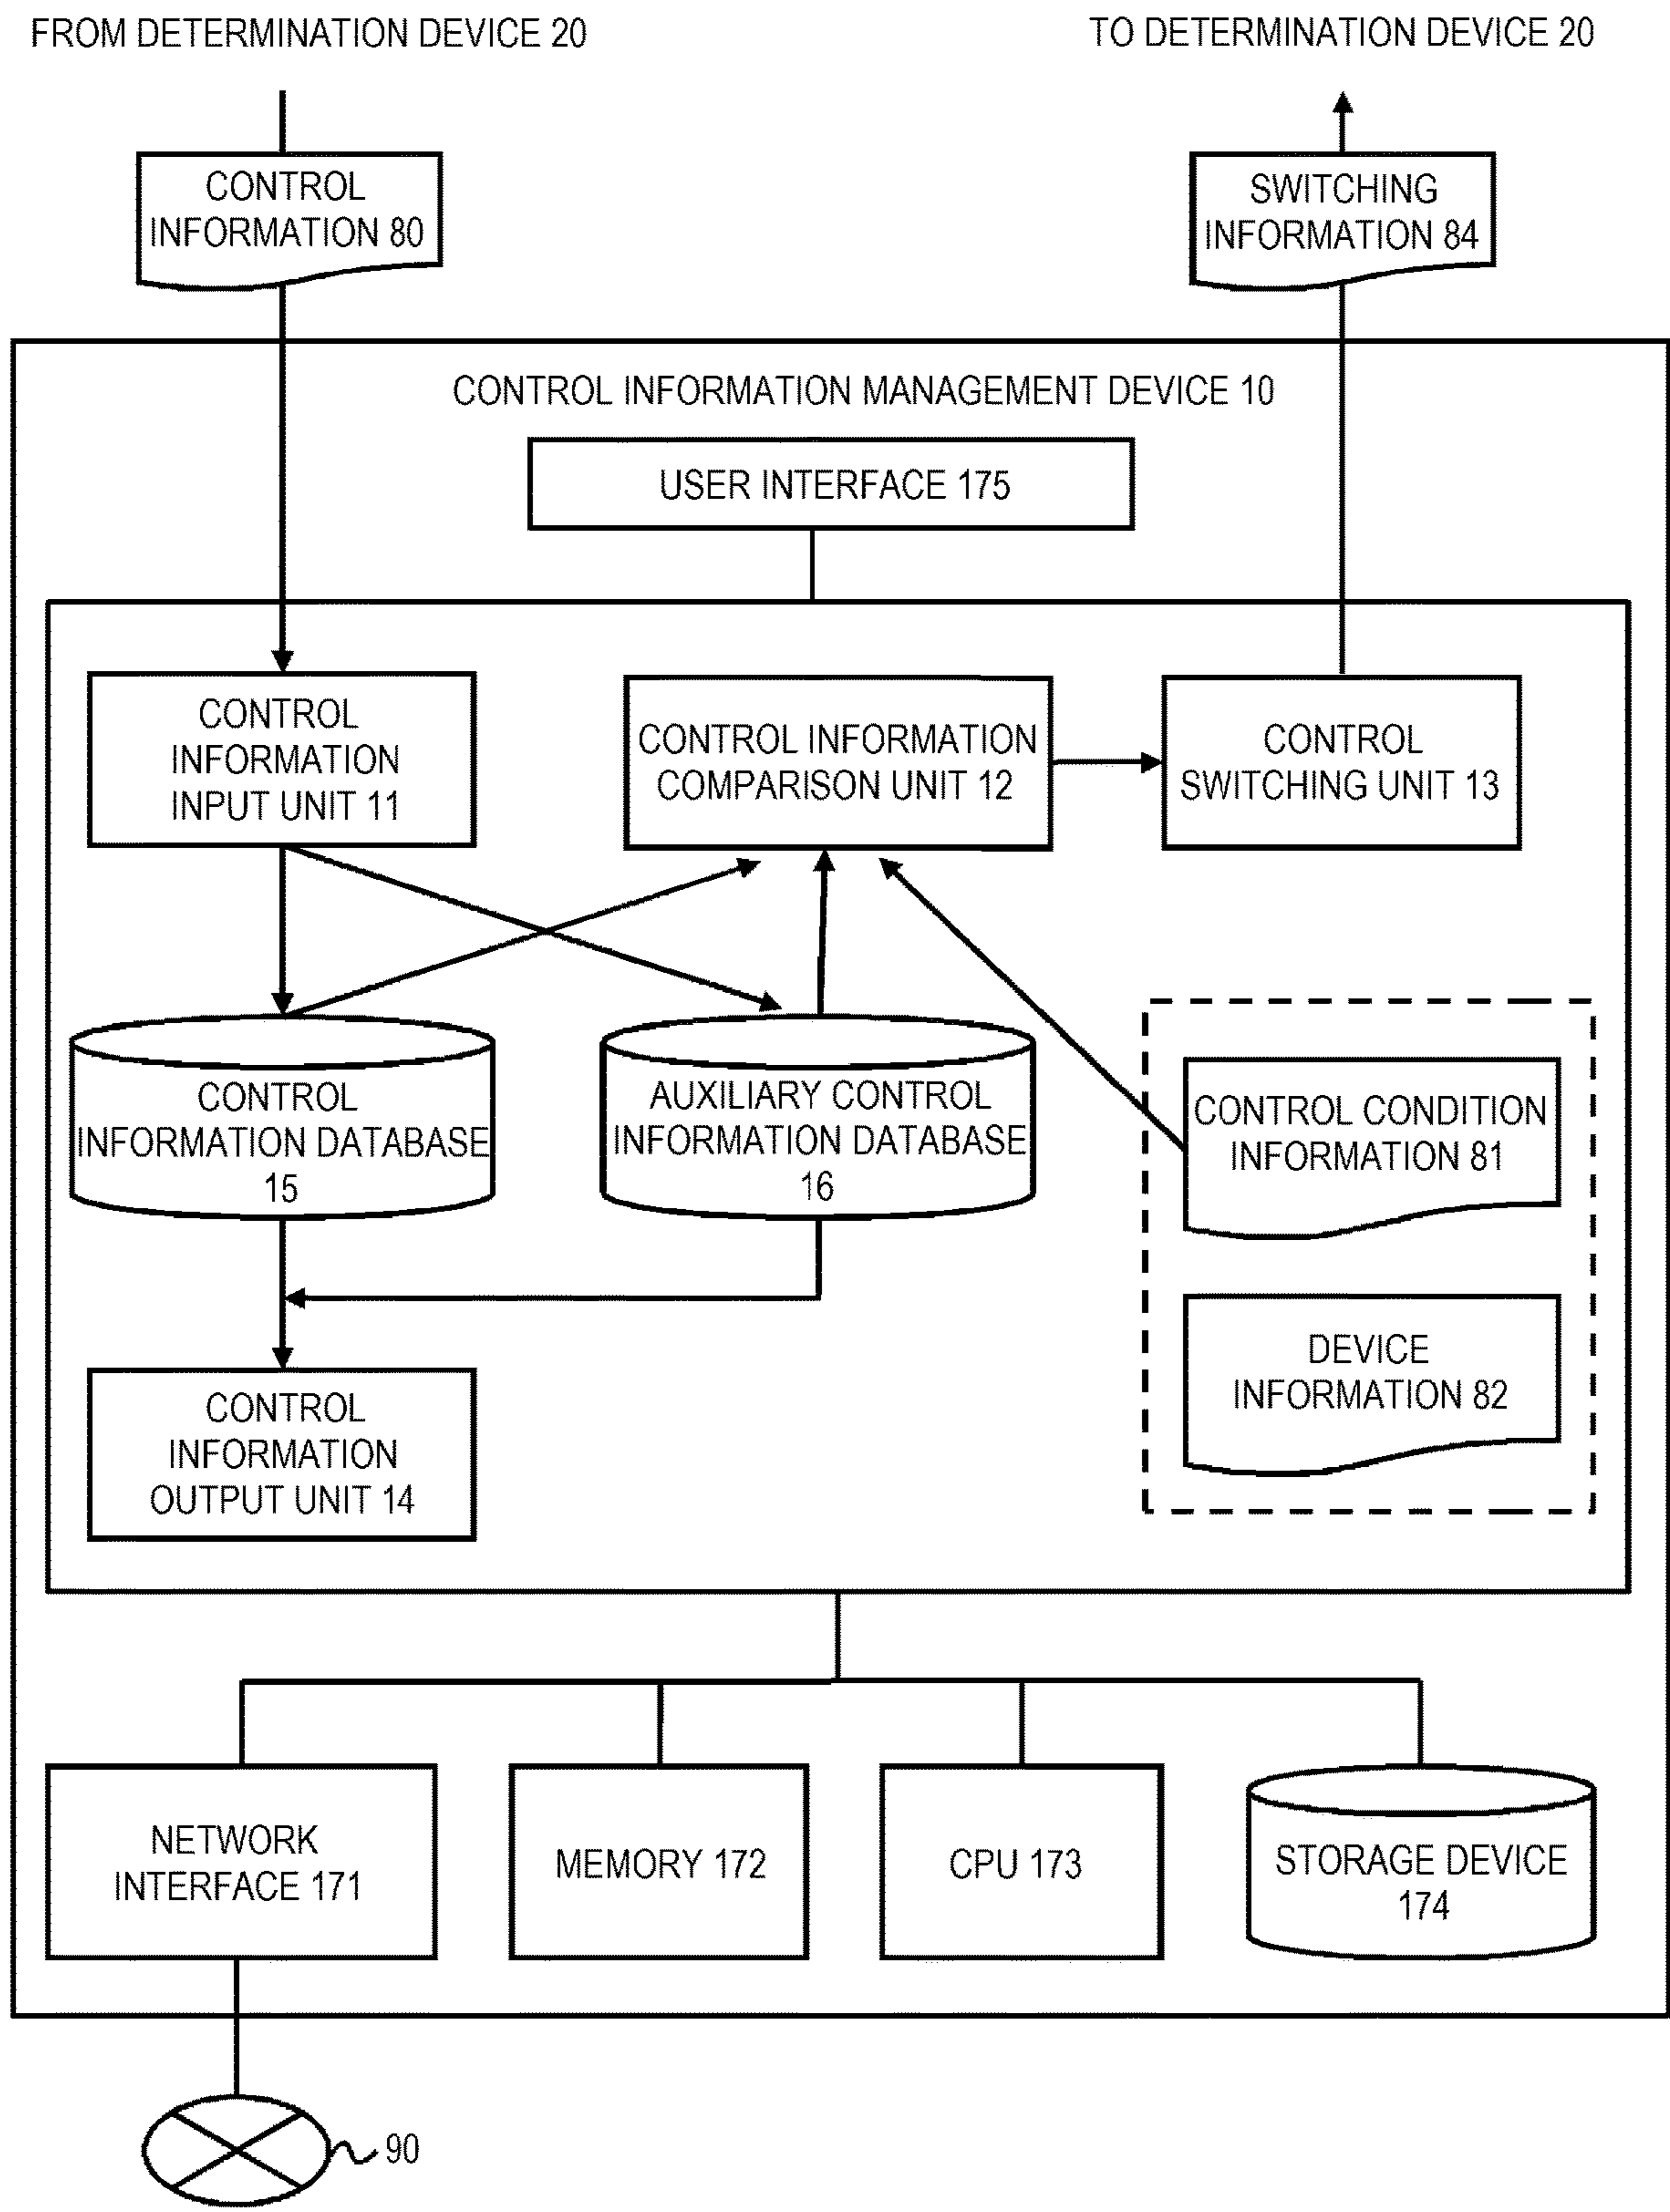 FROM DETERMINATION DEVICE 20
TO DETERMINATION DEVICE 20
CONTROL
INFORMATION 80
SWITCHING
INFORMATION 84
CONTROL INFORMATION MANAGEMENT DEVICE 10
USER INTERFACE 175
CONTROL
INFORMATION
INPUT UNIT 11
CONTROL INFORMATION
COMPARISON UNIT 12
CONTROL
SWITCHING UNIT 13
CONTROL
INFORMATION DATABASE
15
AUXILIARY CONTROL
INFORMATION DATABASE
16
CONTROL CONDITION
INFORMATION 81
DEVICE
INFORMATION 82
CONTROL
INFORMATION
OUTPUT UNIT 14
NETWORK
INTERFACE 171
MEMORY 172
CPU 173
STORAGE DEVICE
174
90